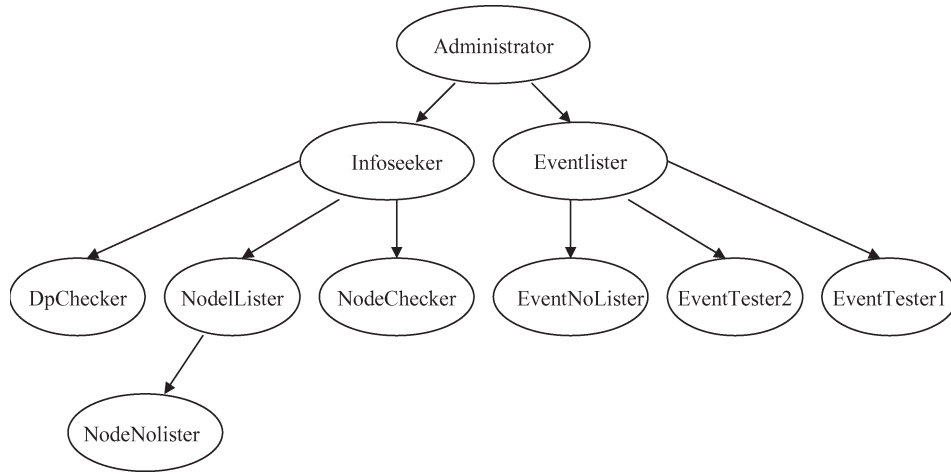 Administrator
Infoseeker
Eventlister
DpChecker
NodelLister
NodeChecker
EventNoLister
EventTester2
EventTester1
NodeNolister